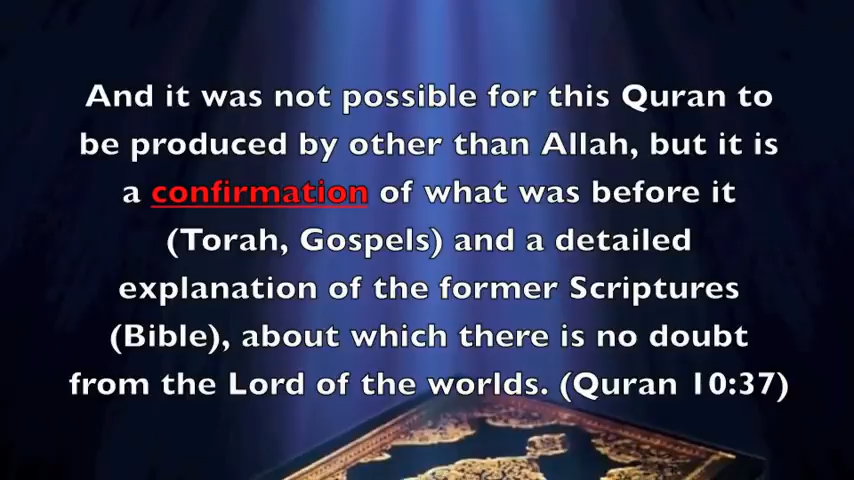 And it was not possible for this Quran to
be produced by other than Allah, but it is
a confirmation of what was before it
(Torah, Gospels) and a detailed
explanation of the former Scriptures
(Bible), about which there is no doubt
from the Lord of the worlds. (Quran 10:37)